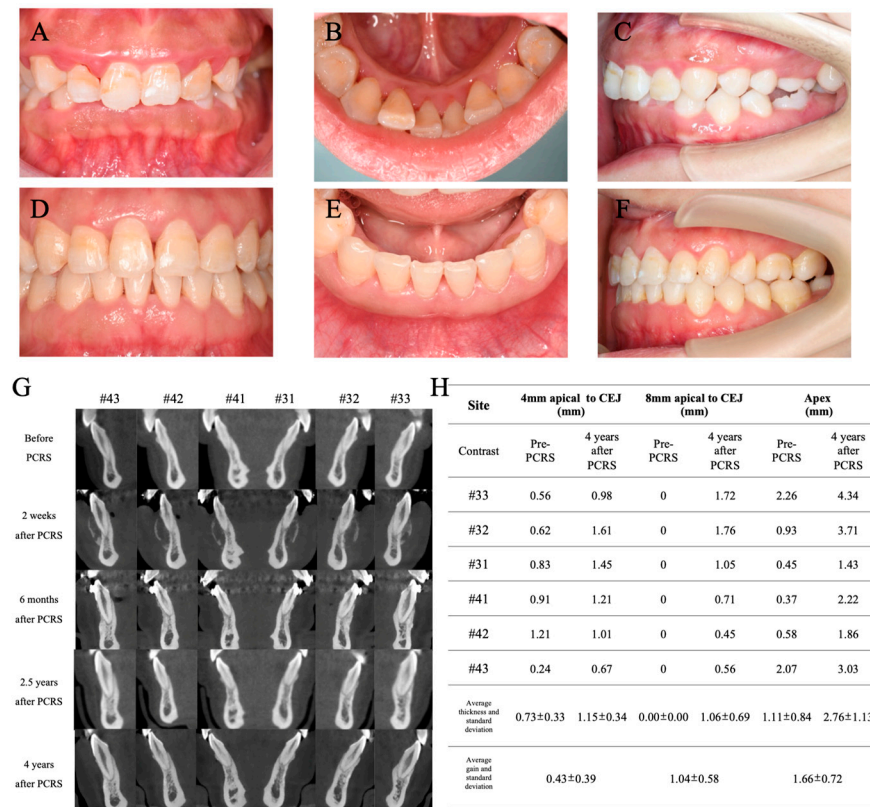 A
B
C
D
E
F
G
#43 #42 #41 #31 #32 #33
Before
PCRS
2 weeks
after PCRS
6 months
after PCRS
2.5 years
after PCRS
4 years
after PCRS
H
Site 4mm apical to CEJ (mm) 8mm apical to CEJ (mm) Apex (mm)
Contrast Pre-PCRS 4 years after PCRS Pre-PCRS 4 years after PCRS Pre-PCRS 4 years after PCRS
#33 0.56 0.98 0 1.72 2.26 4.34
#32 0.62 1.61 0 1.76 0.93 3.71
#31 0.83 1.45 0 1.05 0.45 1.43
#41 0.91 1.21 0 0.71 0.37 2.22
#42 1.21 1.01 0 0.45 0.58 1.86
#43 0.24 0.67 0 0.56 2.07 3.03
Average thickness and standard deviation 0.73±0.33 1.15±0.34 0.00±0.00 1.06±0.69 1.11±0.84 2.76±1.13
Average gain and standard deviation 0.43±0.39 1.04±0.58 1.66±0.72